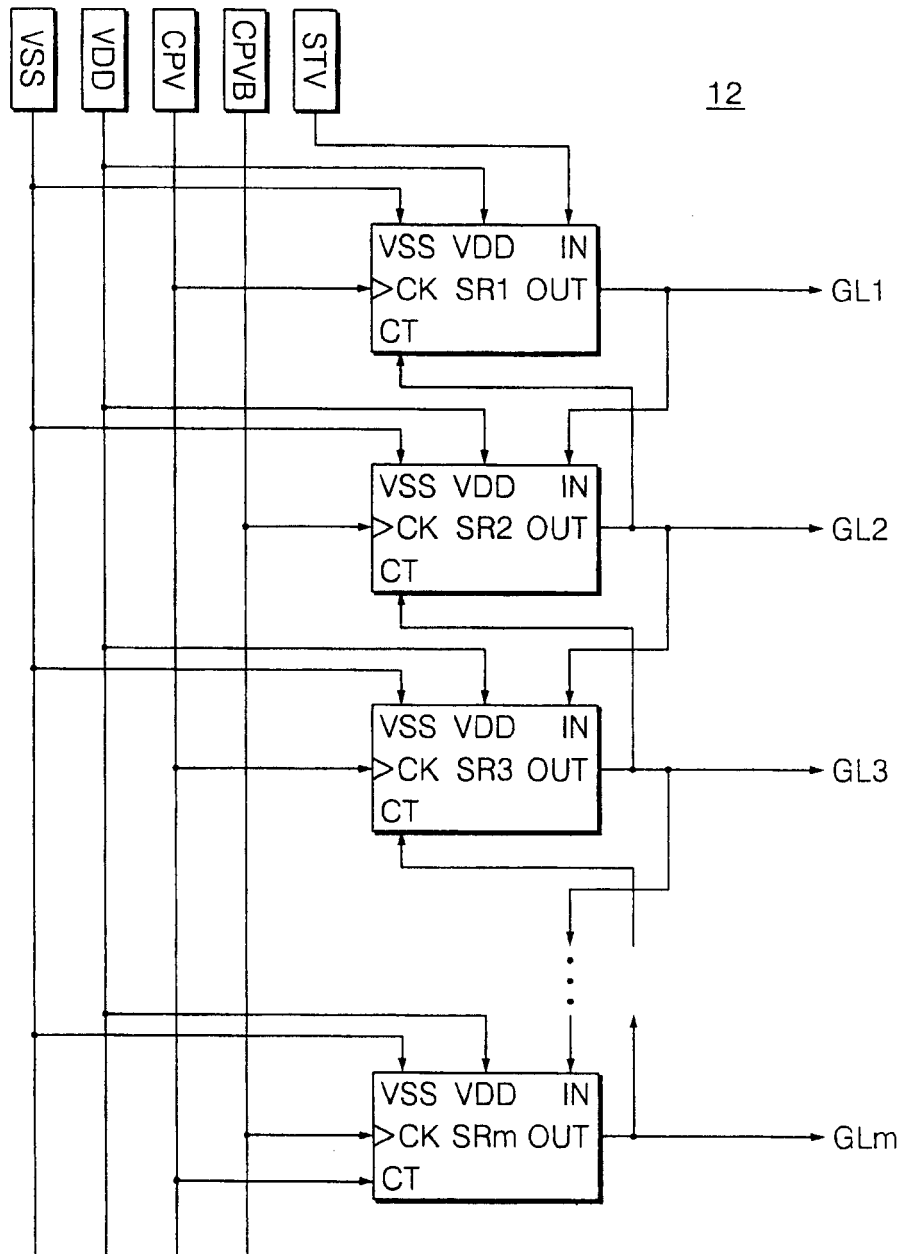 VSS
VDD
CPV
CPVB
STV
12
VSS VDD IN
CK SR1 OUT
CT
GL1
VSS VDD IN
CK SR2 OUT
CT
GL2
VSS VDD IN
CK SR3 OUT
CT
GL3
VSS VDD IN
CK SRm OUT
CT
GLm